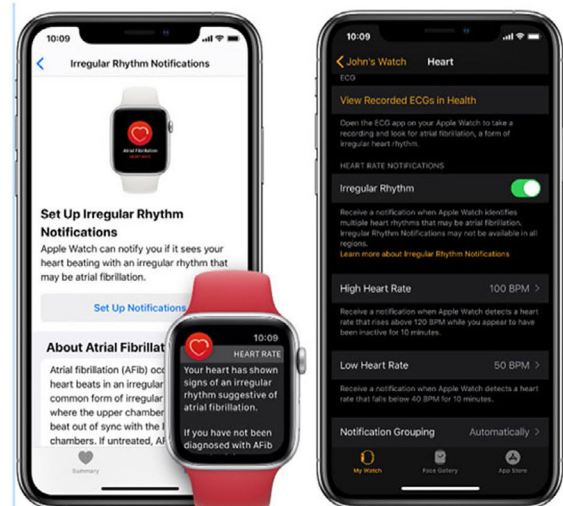 10:09
Irregular Rhythm Notifications
Atrial Fibrillation
HEART RATE
Set Up Irregular Rhythm
Notifications
Apple Watch can notify you if it sees your
heart beating with an irregular rhythm that
may be atrial fibrillation.
Set Up Notifications
About Atrial Fibrillat
Atrial fibrillation (AFib) occ
heart beats in an irregular
common form of irregular
where the upper chamber
beat out of sync with the l
chambers. If untreated, AF
Summary
10:09
HEART RATE
Your heart has shown
signs of an irregular
rhythm suggestive of
atrial fibrillation.
If you have not been
diagnosed with AFib
10:09
John's Watch
Heart
ECG
View Recorded ECGs in Health
Open the ECG app on your Apple Watch to take a
recording and look for atrial fibrillation, a form of
irregular heart rhythm.
HEART RATE NOTIFICATIONS
Irregular Rhythm
Receive a notification when Apple Watch identifies
multiple heart rhythms that may be atrial fibrillation.
Irregular Rhythm Notifications may not be available in all
regions.
Learn more about Irregular Rhythm Notifications
High Heart Rate 100 BPM
Receive a notification when Apple Watch detects a heart
rate that rises above 120 BPM while you appear to have
been inactive for 10 minutes.
Low Heart Rate 50 BPM
Receive a notification when Apple Watch detects a heart
rate that falls below 40 BPM for 10 minutes.
Notification Grouping Automatically
My Watch
Face Gallery
App Store